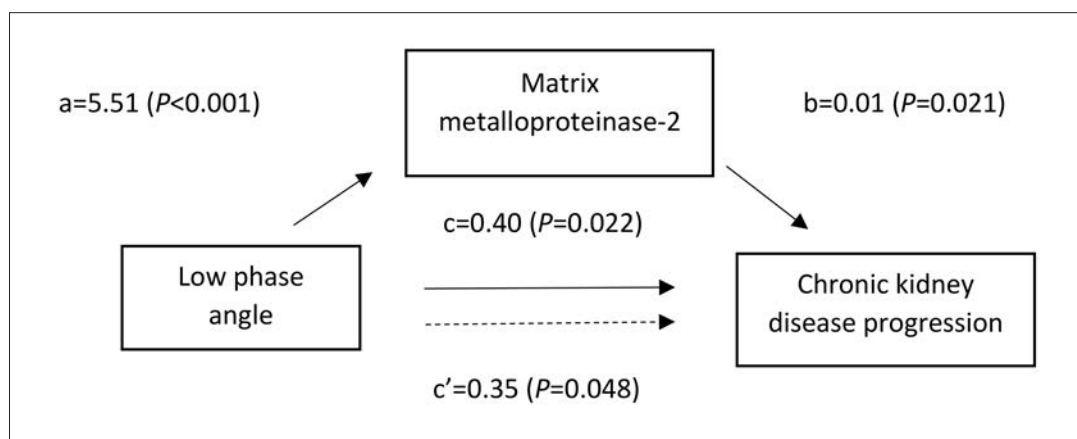 Matrix
metalloproteinase-2
a=5.51 (P<0.001)
b=0.01 (P=0.021)
c=0.40 (P=0.022)
Low phase
angle
Chronic kidney
disease progression
c’=0.35 (P=0.048)